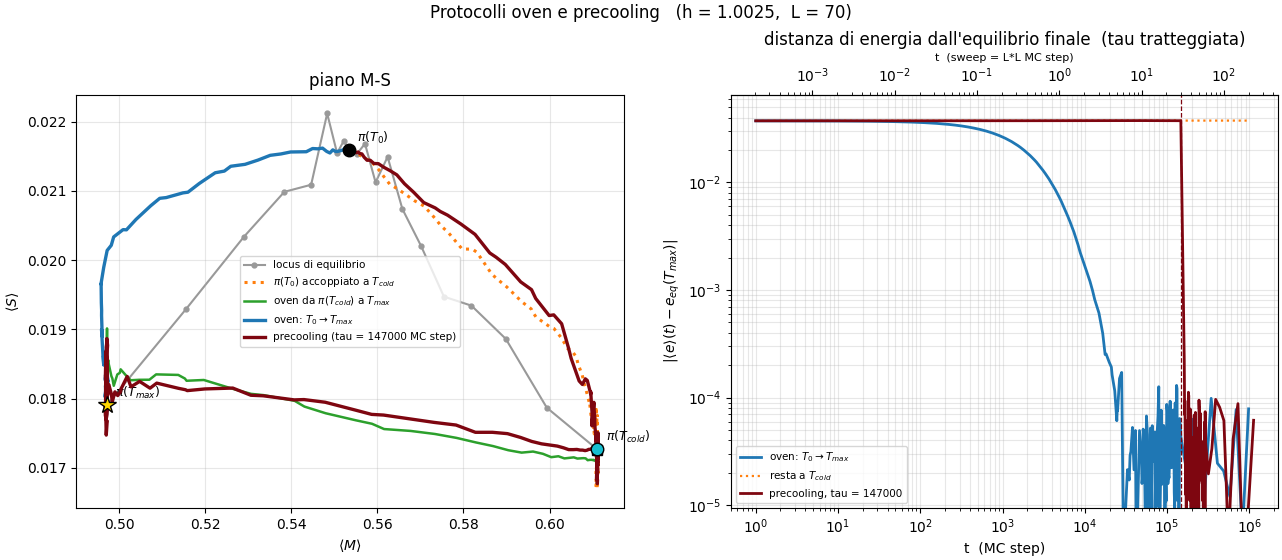 Protocolli oven e precooling (h = 1.0025, L = 70)
piano M-S
0.022
0.021
0.020
0.019
0.018
0.017
⟨S⟩
0.50 0.52 0.54 0.56 0.58 0.60
⟨M⟩
π(T₀)
π(T_max)
π(T_cold)
locus di equilibrio
π(T₀) accoppiato a T_cold
oven da π(T_cold) a T_max
oven: T₀ → T_max
precooling (tau = 147000 MC step)
distanza di energia dall'equilibrio finale (tau tratteggiata)
t (sweep = L*L MC step)
10⁻³ 10⁻² 10⁻¹ 10⁰ 10¹ 10²
10⁻²
10⁻³
10⁻⁴
10⁻⁵
|⟨e⟩(t) − e_eq(T_max)|
oven: T₀ → T_max
resta a T_cold
precooling, tau = 147000
10⁰ 10¹ 10² 10³ 10⁴ 10⁵ 10⁶
t (MC step)